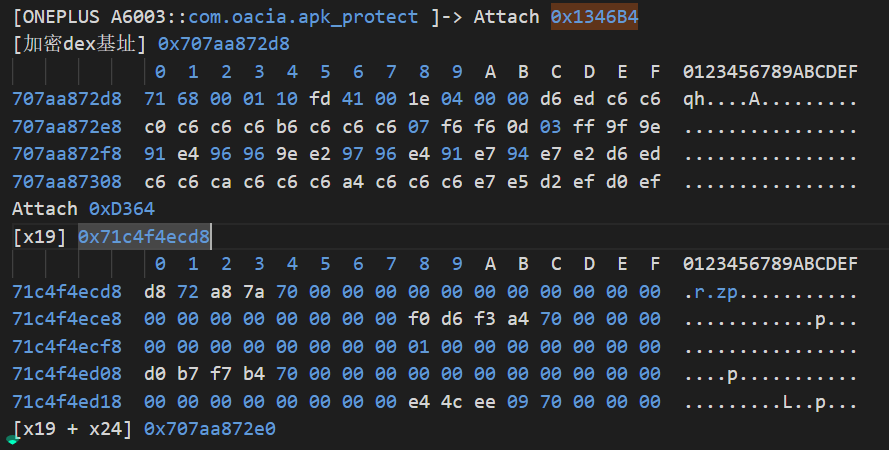 [ONEPLUS A6003::com.oacia.apk_protect ]-> Attach 0x1346B4
[加密dex基址] 0x707aa872d8
0 1 2 3 4 5 6 7 8 9 A B C D E F 0123456789ABCDEF
707aa872d8 71 68 00 01 10 fd 41 00 1e 04 00 00 d6 ed c6 c6 qh....A.........
707aa872e8 c0 c6 c6 c6 b6 c6 c6 c6 07 f6 f6 0d 03 ff 9f 9e ................
707aa872f8 91 e4 96 96 9e e2 97 96 e4 91 e7 94 e7 e2 d6 ed ................
707aa87308 c6 c6 ca c6 c6 c6 a4 c6 c6 c6 e7 e5 d2 ef d0 ef ................
Attach 0xD364
[x19] 0x71c4f4ecd8
0 1 2 3 4 5 6 7 8 9 A B C D E F 0123456789ABCDEF
71c4f4ecd8 d8 72 a8 7a 70 00 00 00 00 00 00 00 00 00 00 00 .r.zp...........
71c4f4ece8 00 00 00 00 00 00 00 00 f0 d6 f3 a4 70 00 00 00 ............p...
71c4f4ecf8 00 00 00 00 00 00 00 00 01 00 00 00 00 00 00 00 ................
71c4f4ed08 d0 b7 f7 b4 70 00 00 00 00 00 00 00 00 00 00 00 ....p...........
71c4f4ed18 00 00 00 00 00 00 00 00 e4 4c ee 09 70 00 00 00 .........L..p...
[x19 + x24] 0x707aa872e0